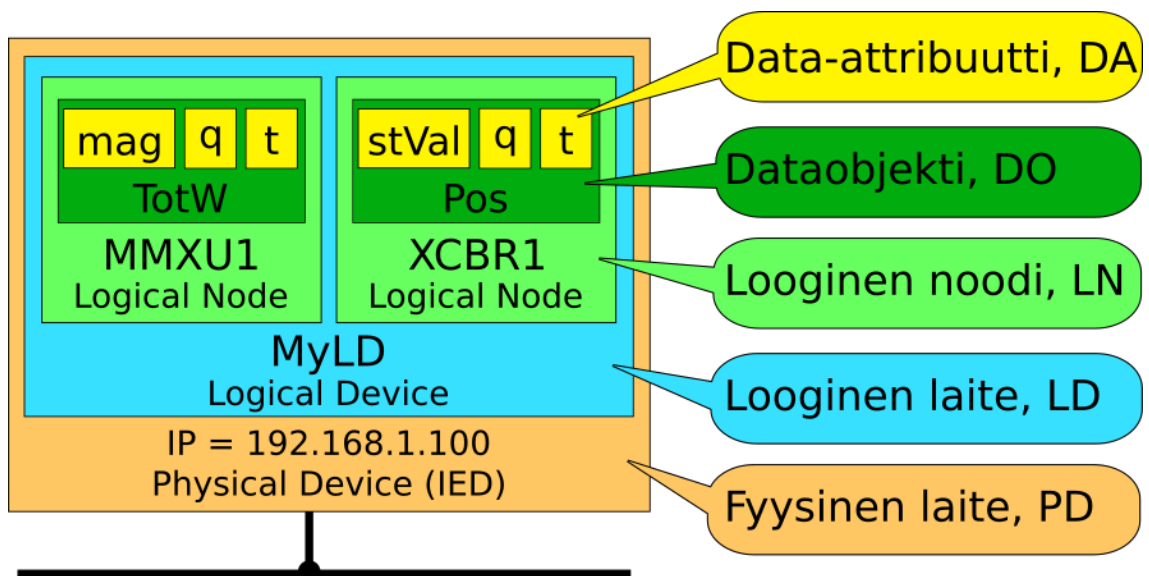 mag q t
TotW
MMXU1
Logical Node
stVal q t
Pos
XCBR1
Logical Node
MyLD
Logical Device
IP = 192.168.1.100
Physical Device (IED)
Data-attribuutti, DA
Dataobjekti, DO
Looginen noodi, LN
Looginen laite, LD
Fyysinen laite, PD